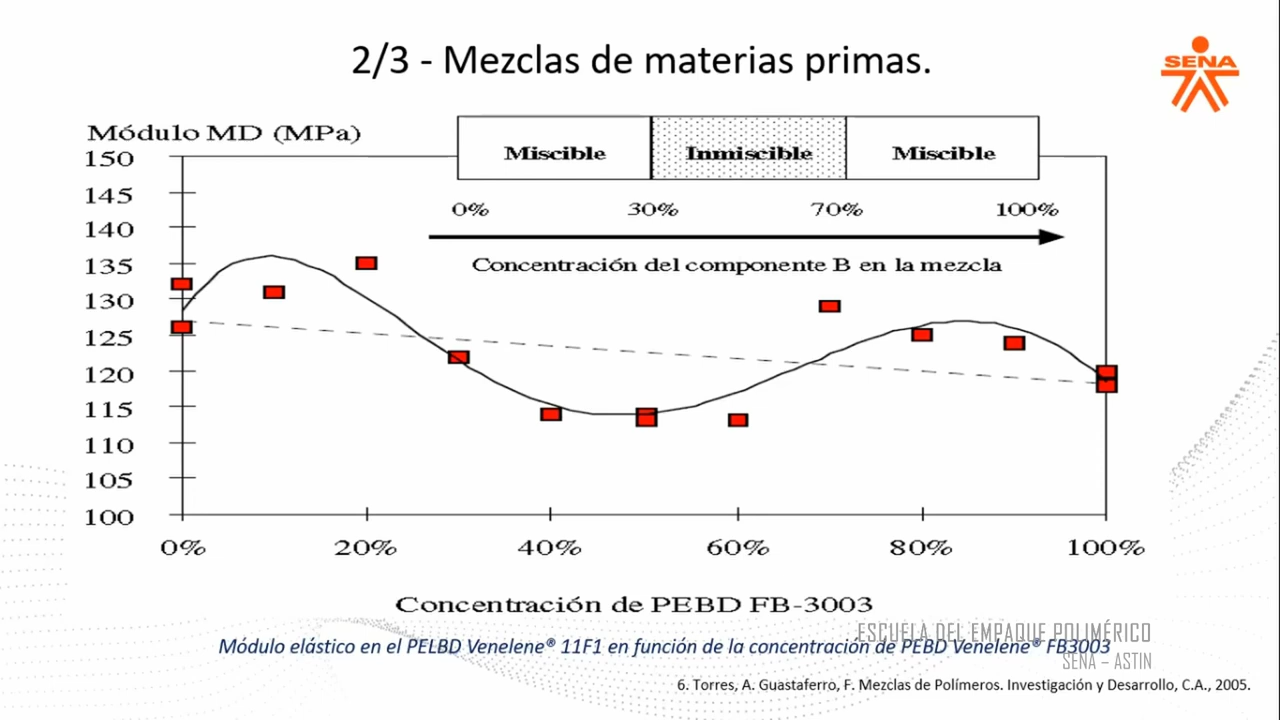 2/3 - Mezclas de materias primas.
SENA
Módulo MD (MPa)
Miscible Inmiscible Miscible
0% 30% 70% 100%
Concentración del componente B en la mezcla
150
145
140
135
130
125
120
115
110
105
100
0% 20% 40% 60% 80% 100%
Concentración de PEBD FB-3003
ESCUELA DEL EMPAQUE POLIMÉRICO
Módulo elástico en el PELBD Venelene® 11F1 en función de la concentración de PEBD Venelene® FB3003
SENA – ASTIN
6. Torres, A. Guastaferro, F. Mezclas de Polímeros. Investigación y Desarrollo, C.A., 2005.